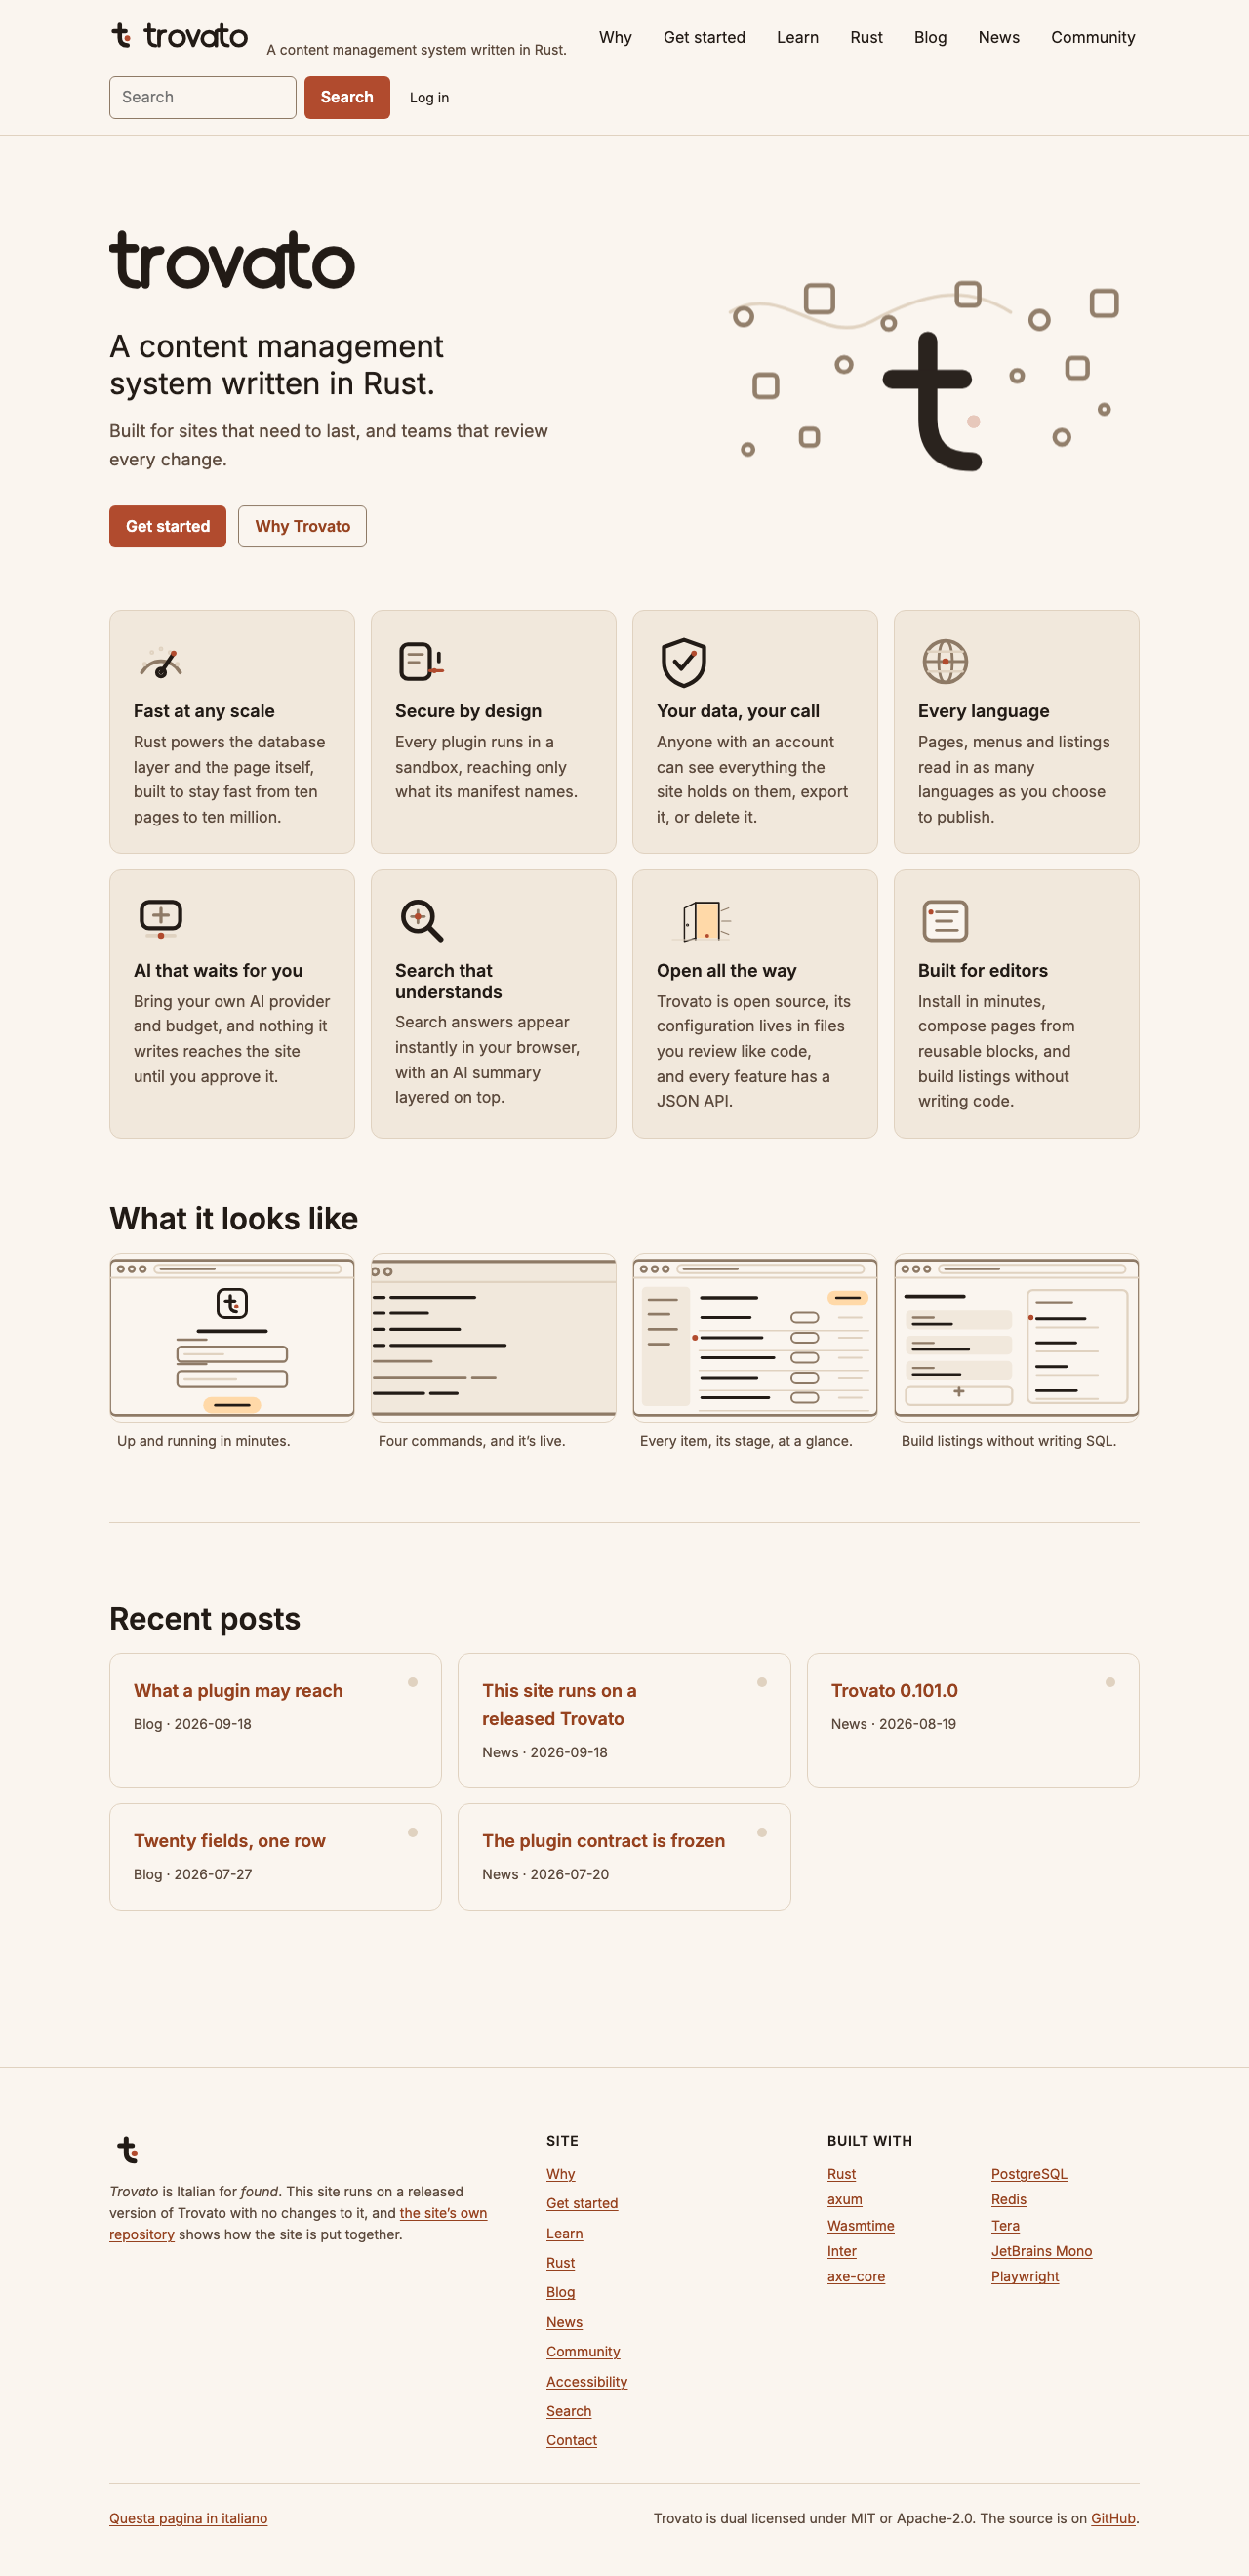 trovato
A content management system written in Rust.
Why
Get started
Learn
Rust
Blog
News
Community
Search
Search
Log in
trovato
A content management
system written in Rust.
Built for sites that need to last, and teams that review
every change.
Get started
Why Trovato
Fast at any scale
Rust powers the database
layer and the page itself,
built to stay fast from ten
pages to ten million.
Secure by design
Every plugin runs in a
sandbox, reaching only
what its manifest names.
Your data, your call
Anyone with an account
can see everything the
site holds on them, export
it, or delete it.
Every language
Pages, menus and listings
read in as many
languages as you choose
to publish.
AI that waits for you
Bring your own AI provider
and budget, and nothing it
writes reaches the site
until you approve it.
Search that
understands
Search answers appear
instantly in your browser,
with an AI summary
layered on top.
Open all the way
Trovato is open source, its
configuration lives in files
you review like code,
and every feature has a
JSON API.
Built for editors
Install in minutes,
compose pages from
reusable blocks, and
build listings without
writing code.
What it looks like
Up and running in minutes.
Four commands, and it’s live.
Every item, its stage, at a glance.
Build listings without writing SQL.
Recent posts
What a plugin may reach
Blog · 2026-09-18
This site runs on a
released Trovato
News · 2026-09-18
Trovato 0.101.0
News · 2026-08-19
Twenty fields, one row
Blog · 2026-07-27
The plugin contract is frozen
News · 2026-07-20
Trovato is Italian for found. This site runs on a released
version of Trovato with no changes to it, and the site’s own
repository shows how the site is put together.
SITE
Why
Get started
Learn
Rust
Blog
News
Community
Accessibility
Search
Contact
BUILT WITH
Rust
axum
Wasmtime
Inter
axe-core
PostgreSQL
Redis
Tera
JetBrains Mono
Playwright
Questa pagina in italiano
Trovato is dual licensed under MIT or Apache-2.0. The source is on GitHub.